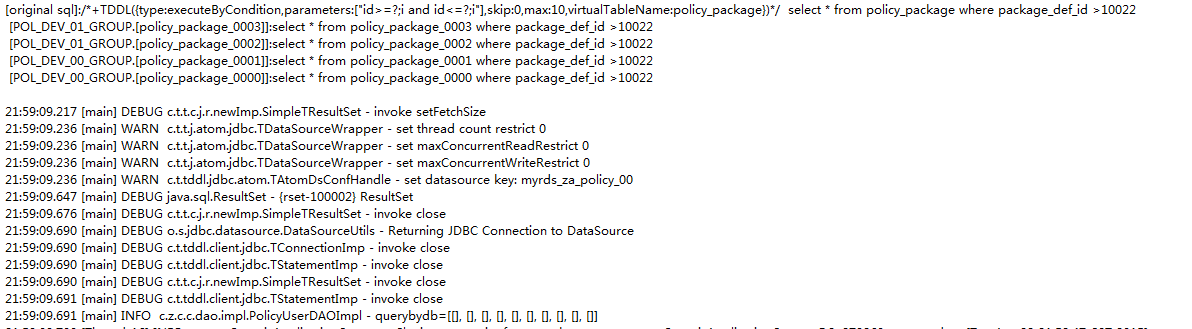 [original sql]:/*+TDDL({type:executeByCondition,parameters:["id>=?;i and id<=?;i"],skip:0,max:10,virtualTableName:policy_package})*/ select * from policy_package where package_def_id >10022
[POL_DEV_01_GROUP.[policy_package_0003]]:select * from policy_package_0003 where package_def_id >10022
[POL_DEV_01_GROUP.[policy_package_0002]]:select * from policy_package_0002 where package_def_id >10022
[POL_DEV_00_GROUP.[policy_package_0001]]:select * from policy_package_0001 where package_def_id >10022
[POL_DEV_00_GROUP.[policy_package_0000]]:select * from policy_package_0000 where package_def_id >10022
21:59:09.217 [main] DEBUG c.t.t.c.j.r.newImp.SimpleTResultSet - invoke setFetchSize
21:59:09.236 [main] WARN c.t.t.j.atom.jdbc.TDataSourceWrapper - set thread count restrict 0
21:59:09.236 [main] WARN c.t.t.j.atom.jdbc.TDataSourceWrapper - set maxConcurrentReadRestrict 0
21:59:09.236 [main] WARN c.t.t.j.atom.jdbc.TDataSourceWrapper - set maxConcurrentWriteRestrict 0
21:59:09.236 [main] WARN c.t.tddl.jdbc.atom.TAtomDsConfHandle - set datasource key: myrds_za_policy_00
21:59:09.647 [main] DEBUG java.sql.ResultSet - {rset-100002} ResultSet
21:59:09.676 [main] DEBUG c.t.t.c.j.r.newImp.SimpleTResultSet - invoke close
21:59:09.690 [main] DEBUG o.s.jdbc.datasource.DataSourceUtils - Returning JDBC Connection to DataSource
21:59:09.690 [main] DEBUG c.t.tddl.client.jdbc.TConnectionImp - invoke close
21:59:09.690 [main] DEBUG c.t.tddl.client.jdbc.TStatementImp - invoke close
21:59:09.690 [main] DEBUG c.t.t.c.j.r.newImp.SimpleTResultSet - invoke close
21:59:09.691 [main] DEBUG c.t.tddl.client.jdbc.TStatementImp - invoke close
21:59:09.691 [main] INFO c.z.c.c.dao.impl.PolicyUserDAOImpl - querybydb=[[], [], [], [], [], [], [], [], [], []]